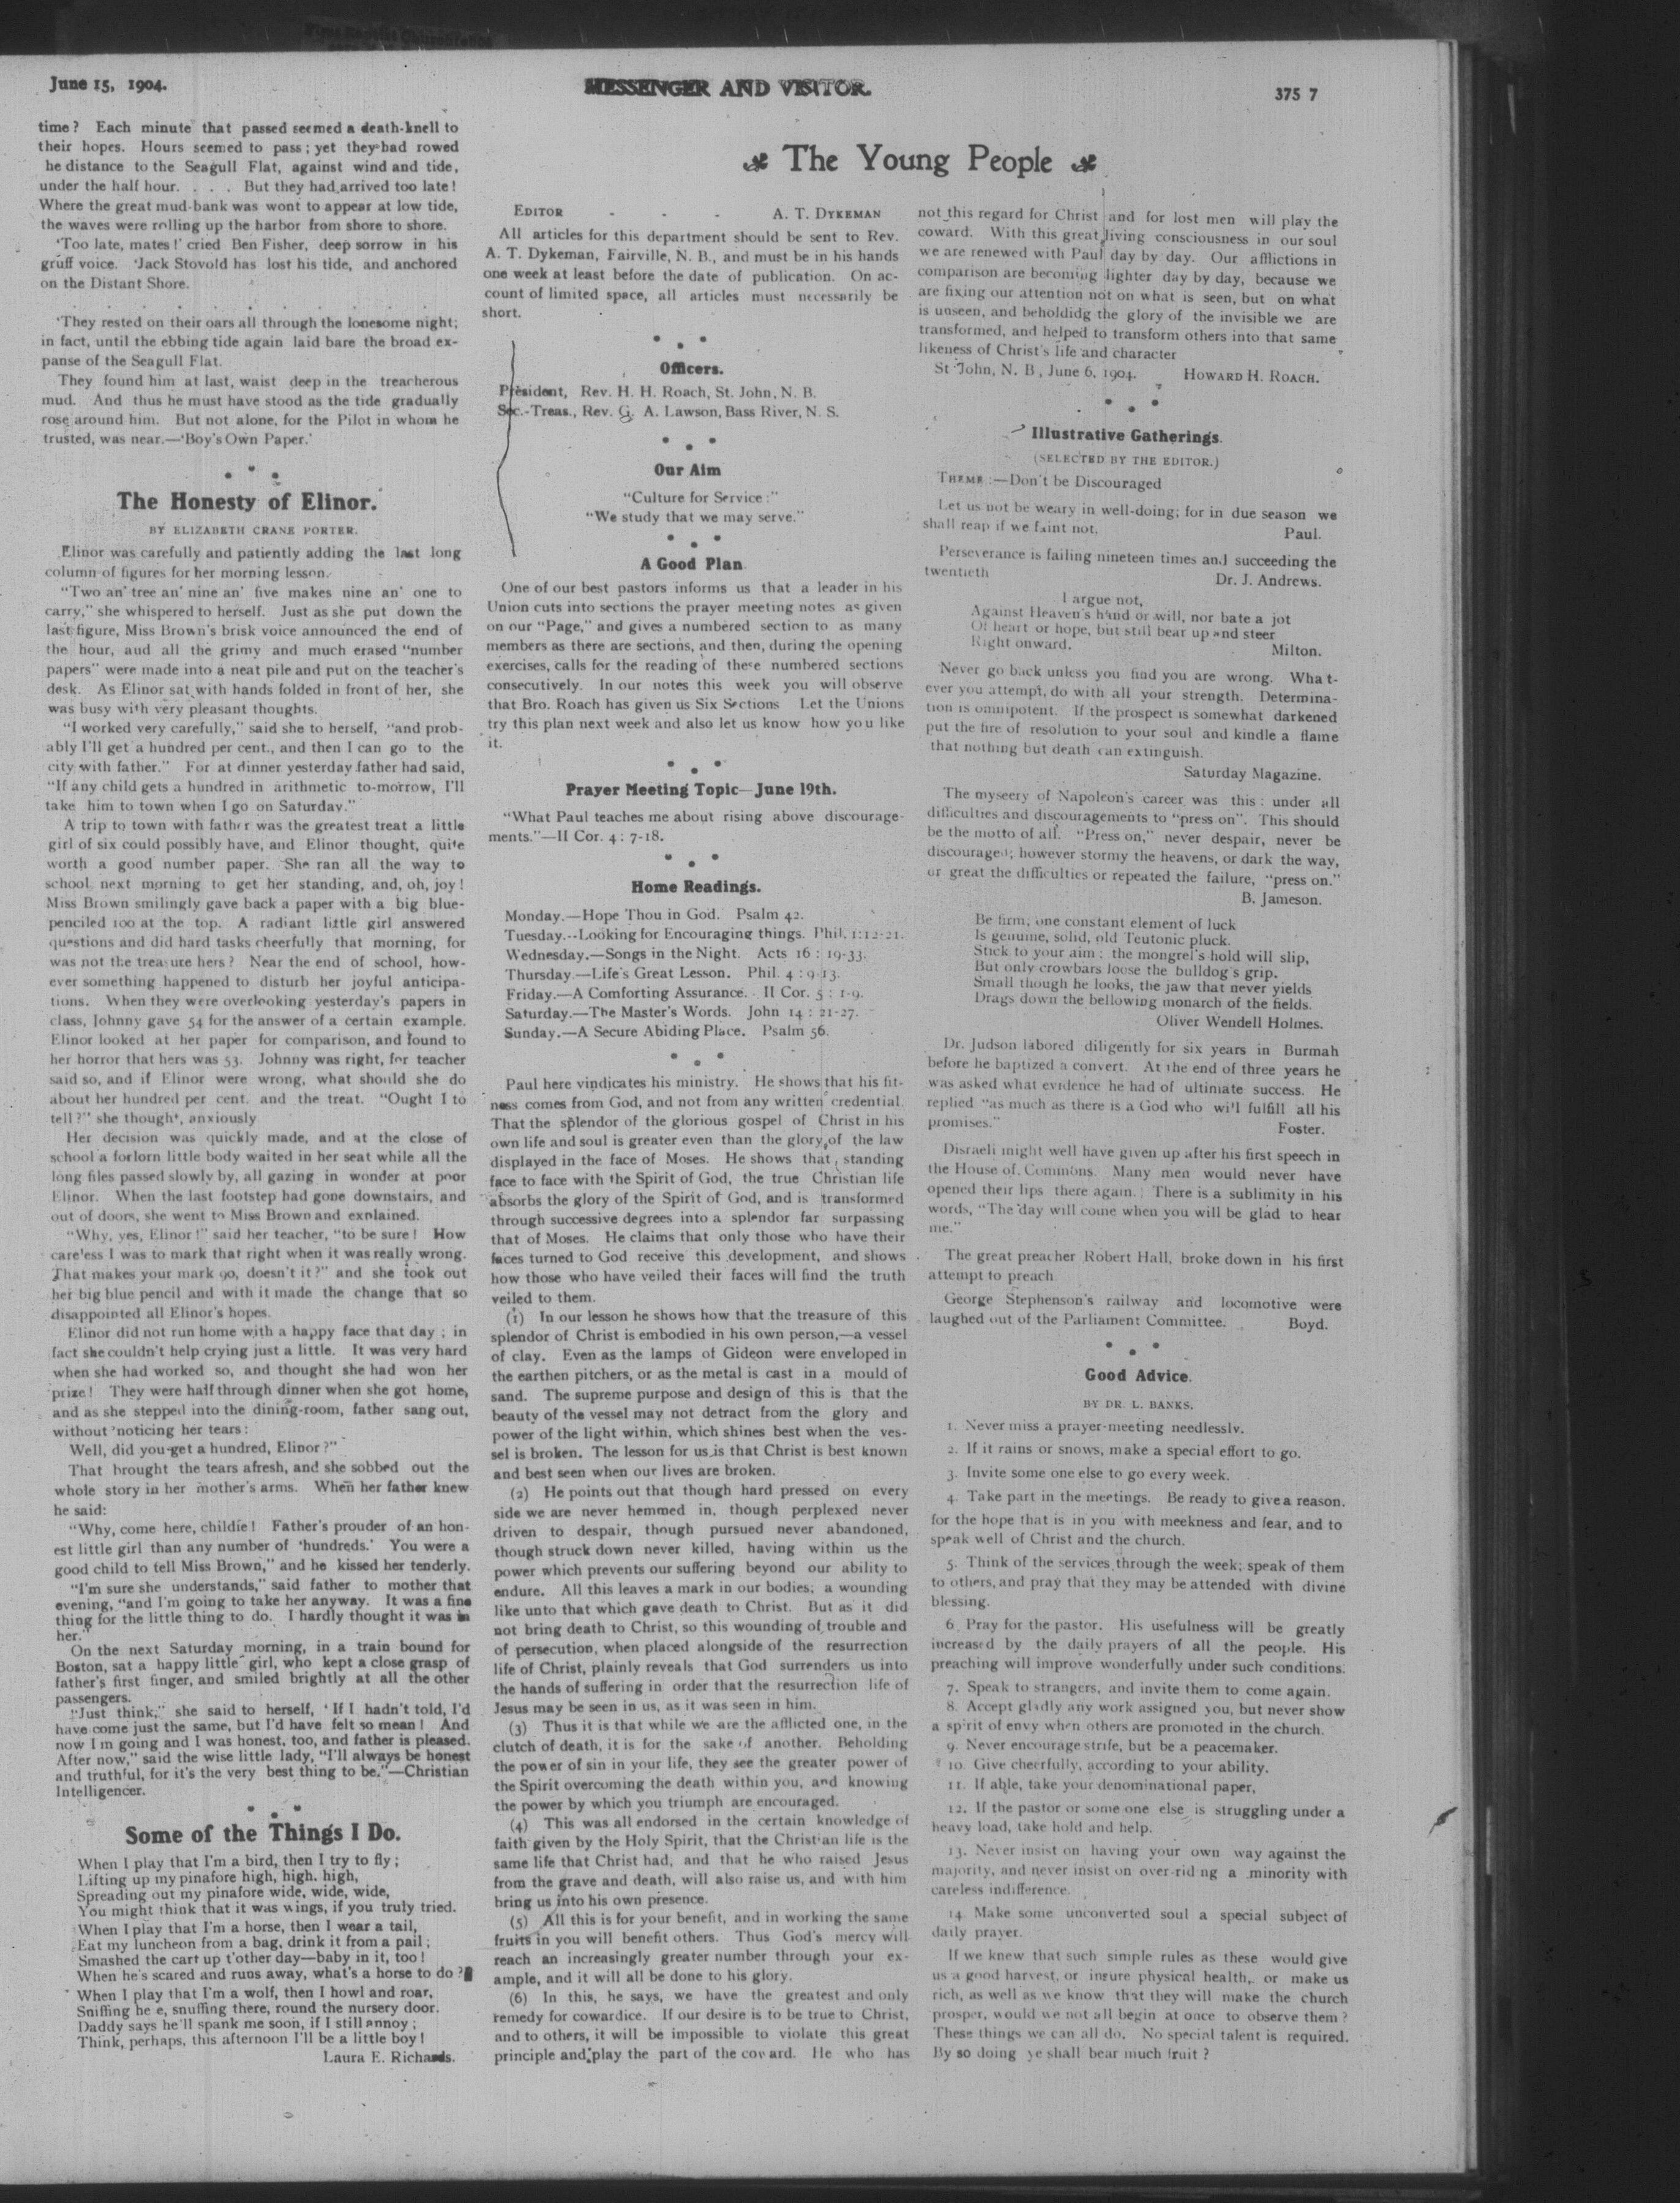 June 15, 1904.
MESSENGER AND VISITOR.
375 7
time? Each minute that passed seemed a death-knell to
their hopes. Hours seemed to pass; yet they had rowed
he distance to the Seagull Flat, against wind and tide,
under the half hour. . . . But they had arrived too late!
Where the great mud-bank was wont to appear at low tide,
the waves were rolling up the harbor from shore to shore.
'Too late, mates!' cried Ben Fisher, deep sorrow in his
gruff voice. 'Jack Stovold has lost his tide, and anchored
on the Distant Shore.
'They rested on their oars all through the lonesome night;
in fact, until the ebbing tide again laid bare the broad ex-
panse of the Seagull Flat.
They found him at last, waist deep in the treacherous
mud. And thus he must have stood as the tide gradually
rose around him. But not alone, for the Pilot in whom he
trusted, was near.—'Boy's Own Paper.'
The Honesty of Elinor.
BY ELIZABETH CRANE PORTER.
Elinor was carefully and patiently adding the last long
column of figures for her morning lesson.
"Two an' tree an' nine an' five makes nine an' one to
carry," she whispered to herself. Just as she put down the
last figure, Miss Brown's brisk voice announced the end of
the hour, aud all the grimy and much erased "number
papers" were made into a neat pile and put on the teacher's
desk. As Elinor sat with hands folded in front of her, she
was busy with very pleasant thoughts.
"I worked very carefully," said she to herself, "and prob-
ably I'll get a hundred per cent., and then I can go to the
city with father." For at dinner yesterday father had said,
"If any child gets a hundred in arithmetic to-morrow, I'll
take him to town when I go on Saturday."
A trip to town with father was the greatest treat a little
girl of six could possibly have, and Elinor thought, quite
worth a good number paper. She ran all the way to
school next morning to get her standing, and, oh, joy!
Miss Brown smilingly gave back a paper with a big blue-
penciled 100 at the top. A radiant little girl answered
questions and did hard tasks cheerfully that morning, for
was not the treasure hers? Near the end of school, how-
ever something happened to disturb her joyful anticipa-
tions. When they were overlooking yesterday's papers in
class, Johnny gave 54 for the answer of a certain example.
Elinor looked at her paper for comparison, and found to
her horror that hers was 53. Johnny was right, for teacher
said so, and if Elinor were wrong, what should she do
about her hundred per cent. and the treat. "Ought I to
tell?" she thought, anxiously
Her decision was quickly made, and at the close of
school a forlorn little body waited in her seat while all the
long files passed slowly by, all gazing in wonder at poor
Elinor. When the last footstep had gone downstairs, and
out of doors, she went to Miss Brown and explained.
"Why, yes, Elinor!" said her teacher, "to be sure! How
careless I was to mark that right when it was really wrong.
That makes your mark 90, doesn't it?" and she took out
her big blue pencil and with it made the change that so
disappointed all Elinor's hopes.
Elinor did not run home with a happy face that day; in
fact she couldn't help crying just a little. It was very hard
when she had worked so, and thought she had won her
prize! They were half through dinner when she got home,
and as she stepped into the dining-room, father sang out,
without noticing her tears:
Well, did you get a hundred, Elinor?"
That brought the tears afresh, and she sobbed out the
whole story in her mother's arms. When her father knew
he said:
"Why, come here, childie! Father's prouder of an hon-
est little girl than any number of 'hundreds.' You were a
good child to tell Miss Brown," and he kissed her tenderly.
"I'm sure she understands," said father to mother that
evening, "and I'm going to take her anyway. It was a fine
thing for the little thing to do. I hardly thought it was in
her."
On the next Saturday morning, in a train bound for
Boston, sat a happy little girl, who kept a close grasp of
father's first finger, and smiled brightly at all the other
passengers.
"Just think," she said to herself, 'If I hadn't told, I'd
have come just the same, but I'd have felt so mean! And
now I m going and I was honest, too, and father is pleased.
After now," said the wise little lady, "I'll always be honest
and truthful, for it's the very best thing to be."—Christian
Intelligencer.
Some of the Things I Do.
When I play that I'm a bird, then I try to fly;
Lifting up my pinafore high, high, high,
Spreading out my pinafore wide, wide, wide,
You might think that it was wings, if you truly tried.
When I play that I'm a horse, then I wear a tail,
Eat my luncheon from a bag, drink it from a pail;
Smashed the cart up t'other day—baby in it, too!
When he's scared and runs away, what's a horse to do?
When I play that I'm a wolf, then I howl and roar,
Sniffing he e, snuffing there, round the nursery door.
Daddy says he'll spank me soon, if I still annoy;
Think, perhaps, this afternoon I'll be a little boy!
Laura E. Richards.
The Young People
EDITOR - - - A. T. DYKEMAN
All articles for this department should be sent to Rev.
A. T. Dykeman, Fairville, N. B., and must be in his hands
one week at least before the date of publication. On ac-
count of limited space, all articles must necessarily be
short.
Officers.
President, Rev. H. H. Roach, St. John, N. B.
Sec.-Treas., Rev. G. A. Lawson, Bass River, N. S.
Our Aim
"Culture for Service:"
"We study that we may serve."
A Good Plan
One of our best pastors informs us that a leader in his
Union cuts into sections the prayer meeting notes as given
on our "Page," and gives a numbered section to as many
members as there are sections, and then, during the opening
exercises, calls for the reading of these numbered sections
consecutively. In our notes this week you will observe
that Bro. Roach has given us Six Sections Let the Unions
try this plan next week and also let us know how you like
it.
Prayer Meeting Topic—June 19th.
"What Paul teaches me about rising above discourage-
ments."—II Cor. 4: 7-18.
Home Readings.
Monday.—Hope Thou in God. Psalm 42.
Tuesday.--Looking for Encouraging things. Phil. 1:12-21.
Wednesday.—Songs in the Night. Acts 16: 19-33.
Thursday.—Life's Great Lesson. Phil. 4: 9 13.
Friday.—A Comforting Assurance. II Cor. 5: 1-9.
Saturday.—The Master's Words. John 14: 21-27.
Sunday.—A Secure Abiding Place. Psalm 56.
Paul here vindicates his ministry. He shows that his fit-
ness comes from God, and not from any written credential.
That the splendor of the glorious gospel of Christ in his
own life and soul is greater even than the glory of the law
displayed in the face of Moses. He shows that, standing
face to face with the Spirit of God, the true Christian life
absorbs the glory of the Spirit of God, and is transformed
through successive degrees into a splendor far surpassing
that of Moses. He claims that only those who have their
faces turned to God receive this development, and shows
how those who have veiled their faces will find the truth
veiled to them.
(1) In our lesson he shows how that the treasure of this
splendor of Christ is embodied in his own person,—a vessel
of clay. Even as the lamps of Gideon were enveloped in
the earthen pitchers, or as the metal is cast in a mould of
sand. The supreme purpose and design of this is that the
beauty of the vessel may not detract from the glory and
power of the light within, which shines best when the ves-
sel is broken. The lesson for us is that Christ is best known
and best seen when our lives are broken.
(2) He points out that though hard pressed on every
side we are never hemmed in, though perplexed never
driven to despair, though pursued never abandoned,
though struck down never killed, having within us the
power which prevents our suffering beyond our ability to
endure. All this leaves a mark in our bodies; a wounding
like unto that which gave death to Christ. But as it did
not bring death to Christ, so this wounding of trouble and
of persecution, when placed alongside of the resurrection
life of Christ, plainly reveals that God surrenders us into
the hands of suffering in order that the resurrection life of
Jesus may be seen in us, as it was seen in him.
(3) Thus it is that while we are the afflicted one, in the
clutch of death, it is for the sake of another. Beholding
the power of sin in your life, they see the greater power of
the Spirit overcoming the death within you, and knowing
the power by which you triumph are encouraged.
(4) This was all endorsed in the certain knowledge of
faith given by the Holy Spirit, that the Christian life is the
same life that Christ had, and that he who raised Jesus
from the grave and death, will also raise us, and with him
bring us into his own presence.
(5) All this is for your benefit, and in working the same
fruits in you will benefit others. Thus God's mercy will
reach an increasingly greater number through your ex-
ample, and it will all be done to his glory.
(6) In this, he says, we have the greatest and only
remedy for cowardice. If our desire is to be true to Christ,
and to others, it will be impossible to violate this great
principle and play the part of the coward. He who has
not this regard for Christ and for lost men will play the
coward. With this great living consciousness in our soul
we are renewed with Paul day by day. Our afflictions in
comparison are becoming lighter day by day, because we
are fixing our attention not on what is seen, but on what
is unseen, and beholdidg the glory of the invisible we are
transformed, and helped to transform others into that same
likeness of Christ's life and character
St John, N. B, June 6, 1904. HOWARD H. ROACH.
Illustrative Gatherings.
(SELECTED BY THE EDITOR.)
THEME:—Don't be Discouraged
Let us not be weary in well-doing; for in due season we
shall reap if we faint not. Paul.
Perseverance is failing nineteen times and succeeding the
twentieth Dr. J. Andrews.
I argue not,
Against Heaven's hand or will, nor bate a jot
Of heart or hope, but still bear up and steer
Right onward. Milton.
Never go back unless you find you are wrong. What-
ever you attempt, do with all your strength. Determina-
tion is omnipotent. If the prospect is somewhat darkened
put the fire of resolution to your soul and kindle a flame
that nothing but death can extinguish.
Saturday Magazine.
The myseery of Napoleon's career was this: under all
difficulties and discouragements to "press on". This should
be the motto of all. "Press on," never despair, never be
discouraged; however stormy the heavens, or dark the way,
or great the difficulties or repeated the failure, "press on."
B. Jameson.
Be firm; one constant element of luck
Is genuine, solid, old Teutonic pluck.
Stick to your aim; the mongrel's hold will slip,
But only crowbars loose the bulldog's grip.
Small though he looks, the jaw that never yields
Drags down the bellowing monarch of the fields.
Oliver Wendell Holmes.
Dr. Judson labored diligently for six years in Burmah
before he baptized a convert. At the end of three years he
was asked what evidence he had of ultimate success. He
replied "as much as there is a God who will fulfill all his
promises." Foster.
Disraeli might well have given up after his first speech in
the House of Commons. Many men would never have
opened their lips there again. There is a sublimity in his
words, "The day will come when you will be glad to hear
me."
The great preacher Robert Hall, broke down in his first
attempt to preach
George Stephenson's railway and locomotive were
laughed out of the Parliament Committee. Boyd.
Good Advice.
BY DR. L. BANKS.
1. Never miss a prayer-meeting needlessly.
2. If it rains or snows, make a special effort to go.
3. Invite some one else to go every week.
4. Take part in the meetings. Be ready to give a reason.
for the hope that is in you with meekness and fear, and to
speak well of Christ and the church.
5. Think of the services through the week; speak of them
to others, and pray that they may be attended with divine
blessing.
6. Pray for the pastor. His usefulness will be greatly
increased by the daily prayers of all the people. His
preaching will improve wonderfully under such conditions.
7. Speak to strangers, and invite them to come again.
8. Accept gladly any work assigned you, but never show
a spirit of envy when others are promoted in the church.
9. Never encourage strife, but be a peacemaker.
10. Give cheerfully, according to your ability.
11. If able, take your denominational paper,
12. If the pastor or some one else is struggling under a
heavy load, take hold and help.
13. Never insist on having your own way against the
majority, and never insist on over-rid ng a minority with
careless indifference.
14. Make some unconverted soul a special subject of
daily prayer.
If we knew that such simple rules as these would give
us a good harvest, or insure physical health, or make us
rich, as well as we know that they will make the church
prosper, would we not all begin at once to observe them?
These things we can all do. No special talent is required.
By so doing ye shall bear much fruit?